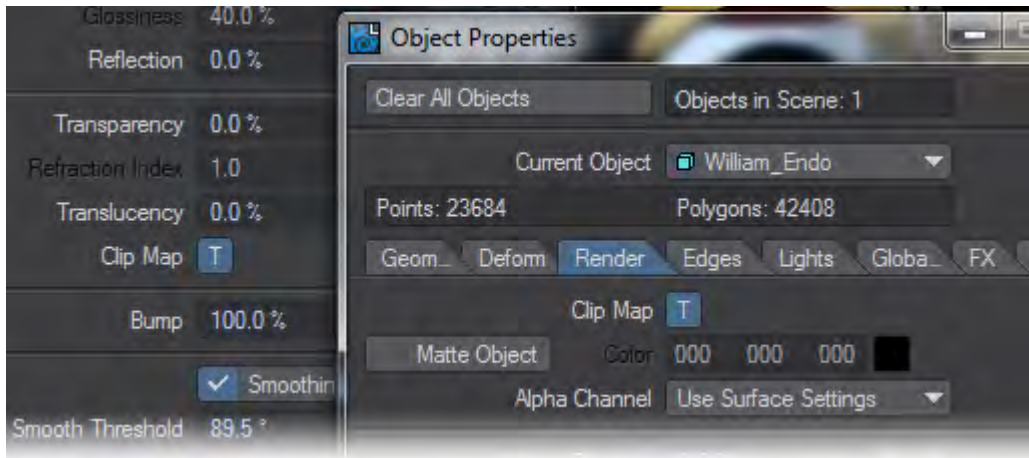 Glossiness 40.0 %
Reflection 0.0 %
Transparency 0.0 %
Refraction Index 1.0
Translucency 0.0 %
Clip Map T
Bump 100.0 %
Smoothin
Smooth Threshold 89.5 °
Object Properties
Clear All Objects Objects in Scene: 1
Current Object William_Endo
Points: 23684 Polygons: 42408
Geom... Deform Render Edges Lights Globa... FX
Clip Map T
Matte Object Color 000 000 000
Alpha Channel Use Surface Settings